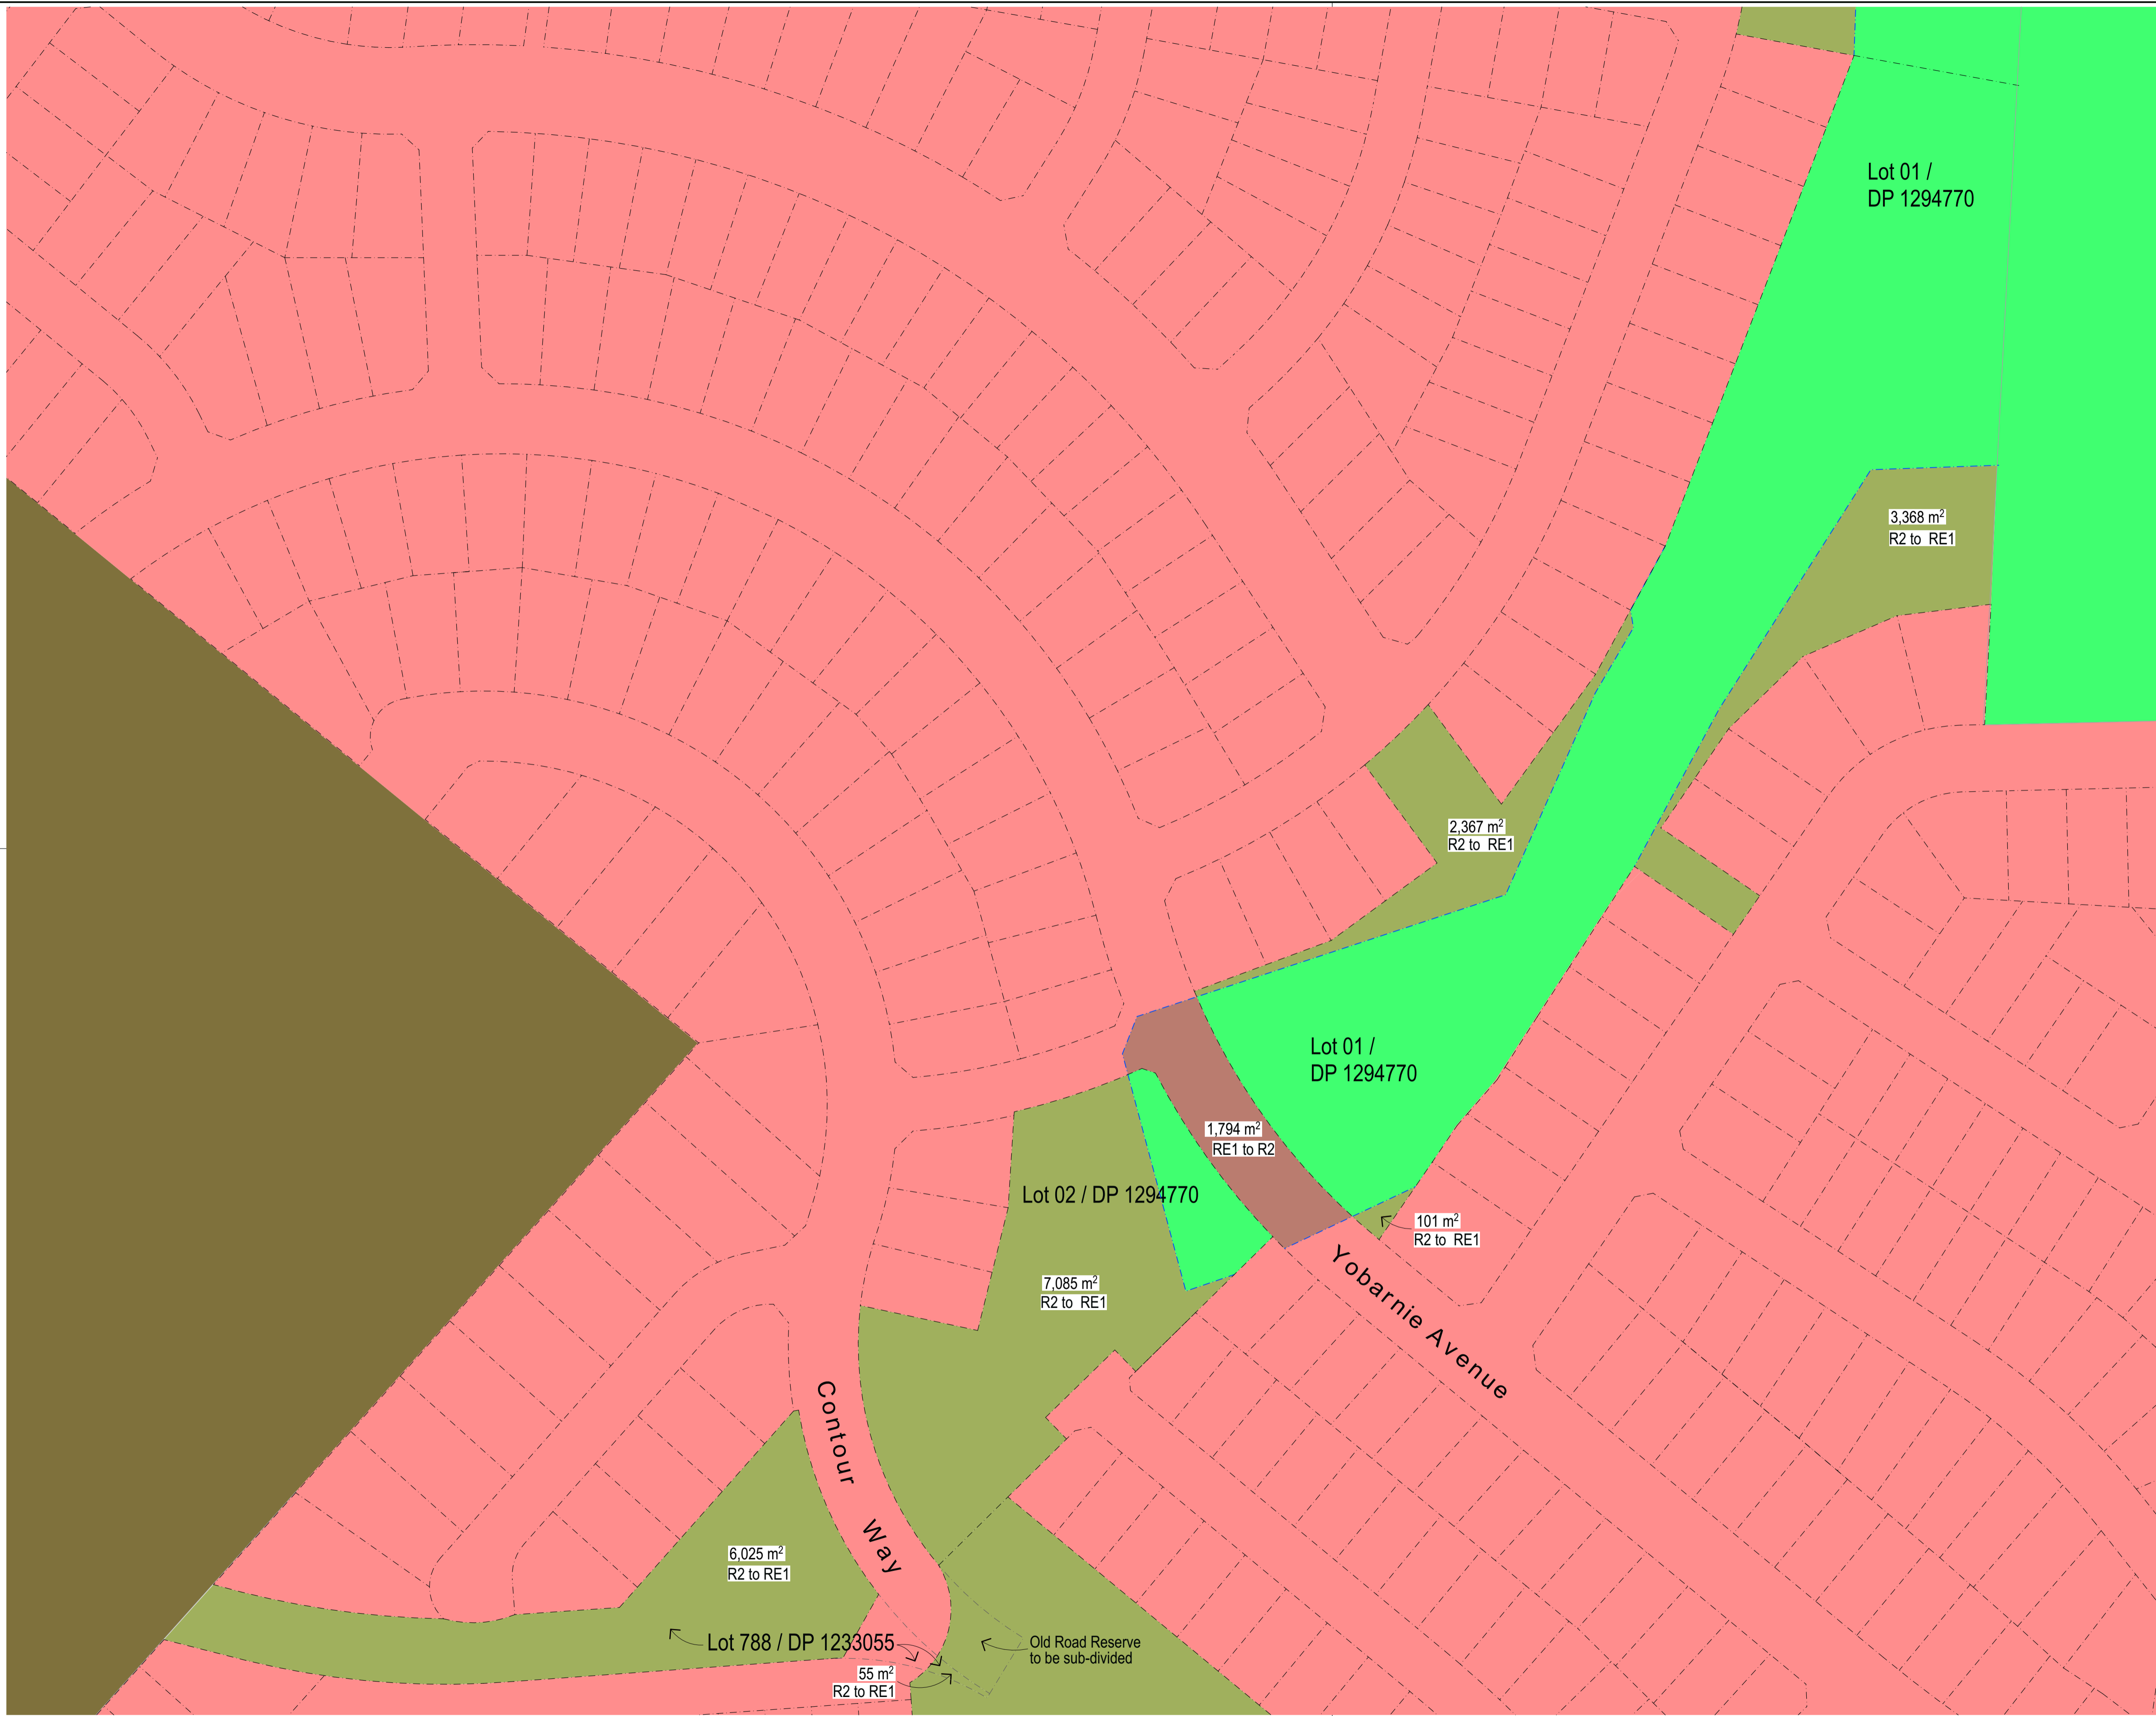 Lot 01 /
DP 1294770
3,368 m²
R2 to RE1
2,367 m²
R2 to RE1
Lot 01 /
DP 1294770
1,794 m²
RE1 to R2
Lot 02 / DP 1294770
101 m²
R2 to RE1
7,085 m²
R2 to RE1
Yobarnie Avenue
Contour Way
6,025 m²
R2 to RE1
Lot 788 / DP 1233055
Old Road Reserve
to be sub-divided
55 m²
R2 to RE1